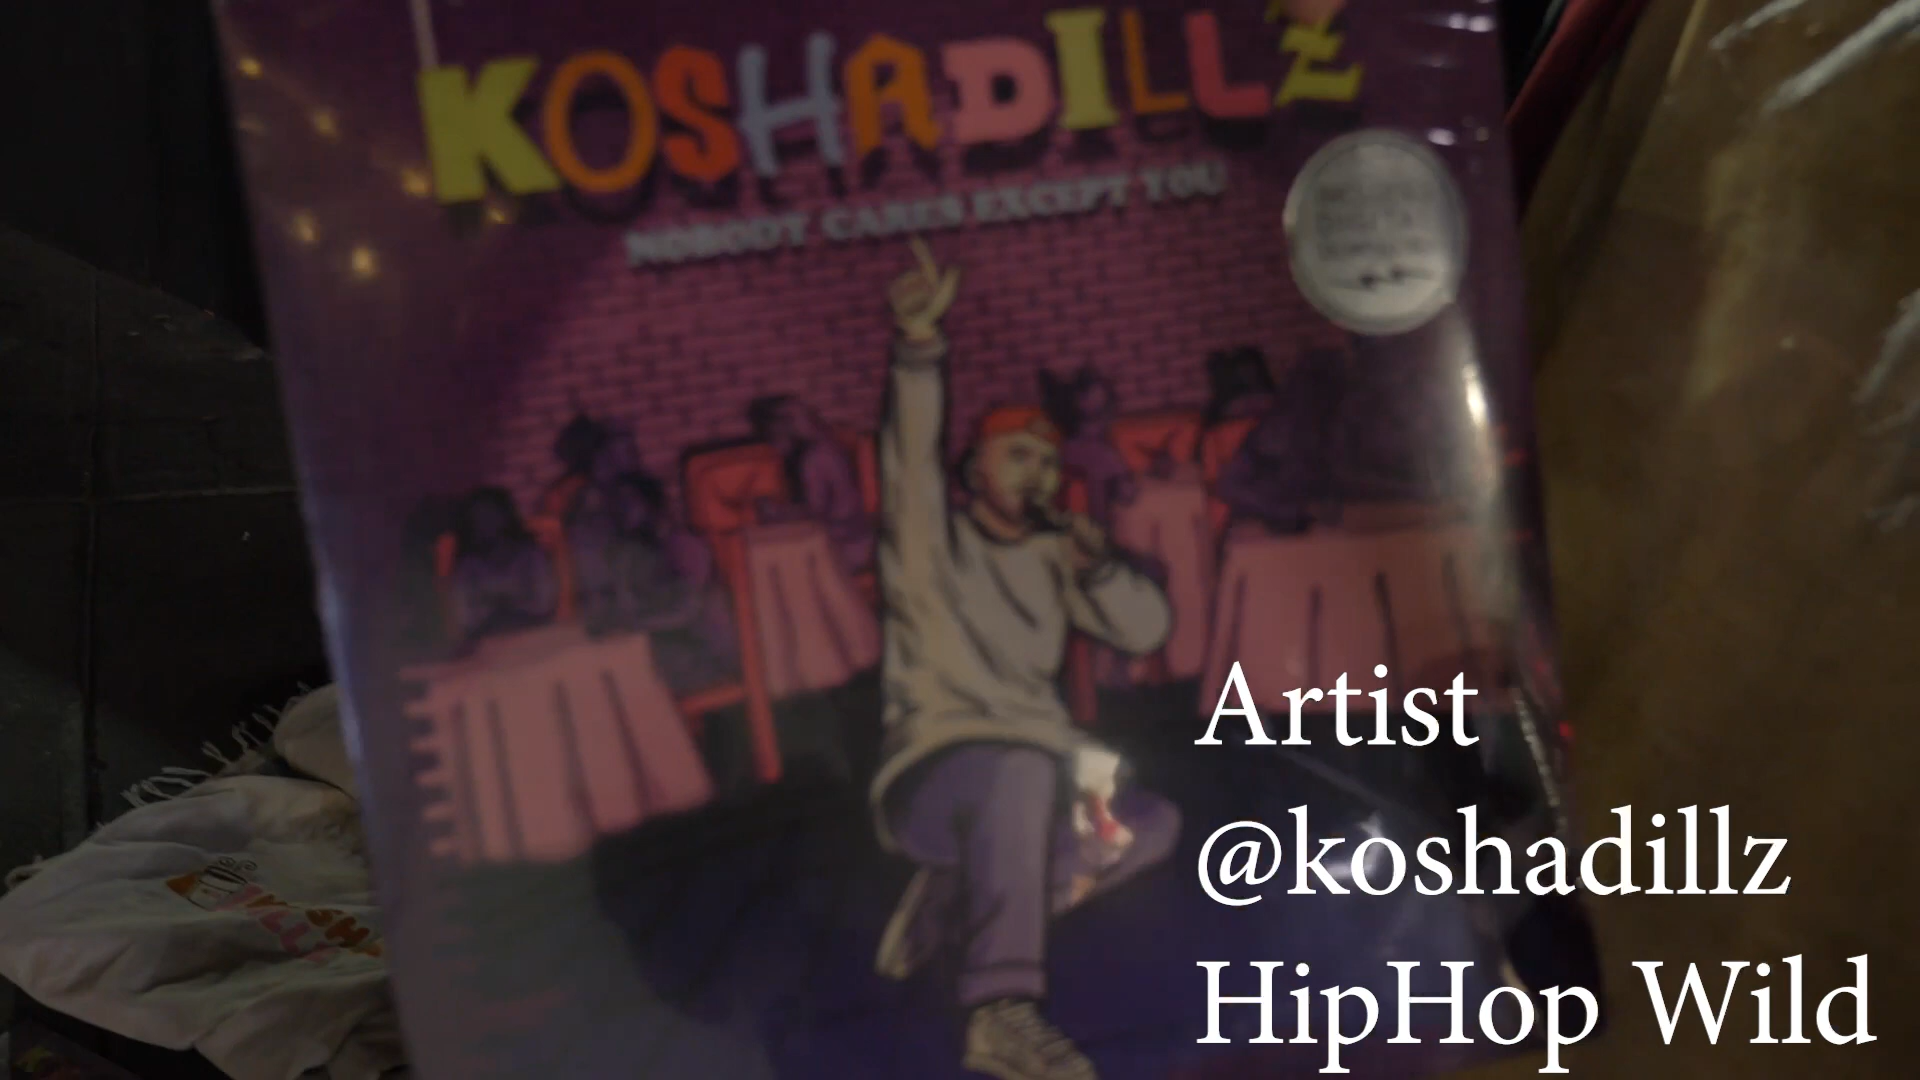 KOSHADILLZ
NOBODY CARES EXCEPT YOU
Artist
@koshadillz
HipHop Wild